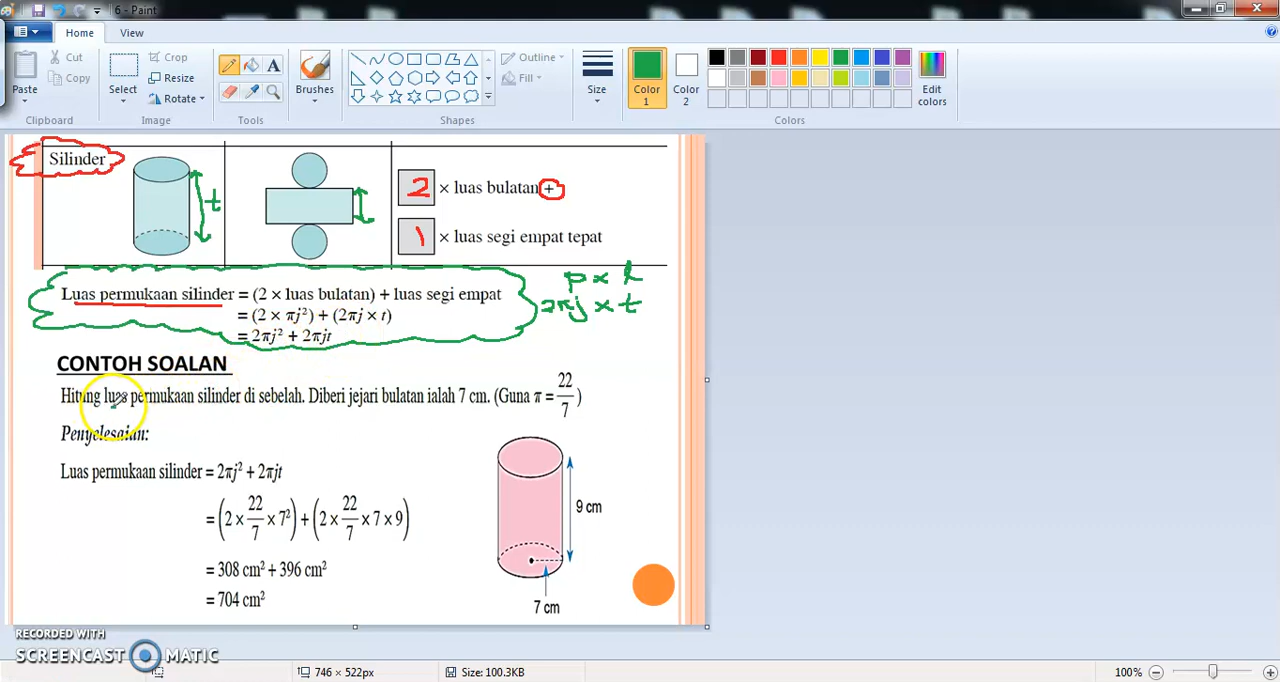 6 - Paint
Home View
Paste
Cut
Copy
Clipboard
Select
Crop
Resize
Rotate
Image
A
Tools
Brushes
Shapes
Outline
Fill
Size
Color 1
Color 2
Edit colors
Colors
Silinder
t
2 × luas bulatan +
1 × luas segi empat tepat
p × l
2πj × t
Luas permukaan silinder = (2 × luas bulatan) + luas segi empat
= (2 × πj²) + (2πj × t)
= 2πj² + 2πjt
CONTOH SOALAN
Hitung luas permukaan silinder di sebelah. Diberi jejari bulatan ialah 7 cm. (Guna π = 22/7)
Penyelesaian:
Luas permukaan silinder = 2πj² + 2πjt
= (2 × 22/7 × 7²) + (2 × 22/7 × 7 × 9)
= 308 cm² + 396 cm²
= 704 cm²
9 cm
7 cm
RECORDED WITH
SCREENCAST MATIC
746 × 522px
Size: 100.3KB
100%